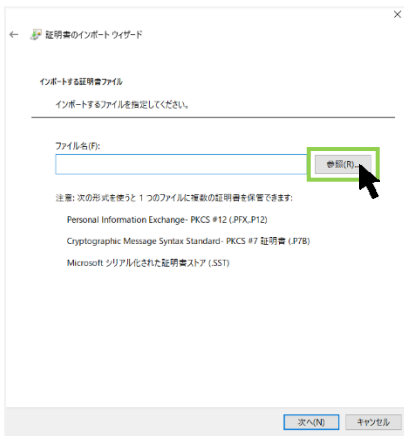 証明書のインポート ウィザード
インポートする証明書ファイル
インポートするファイルを指定してください。
ファイル名(F):
参照(R)...
注意: 次の形式を使うと 1 つのファイルに複数の証明書を保管できます:
Personal Information Exchange- PKCS #12 (.PFX,.P12)
Cryptographic Message Syntax Standard- PKCS #7 証明書 (.P7B)
Microsoft シリアル化された証明書ストア (.SST)
次へ(N) キャンセル